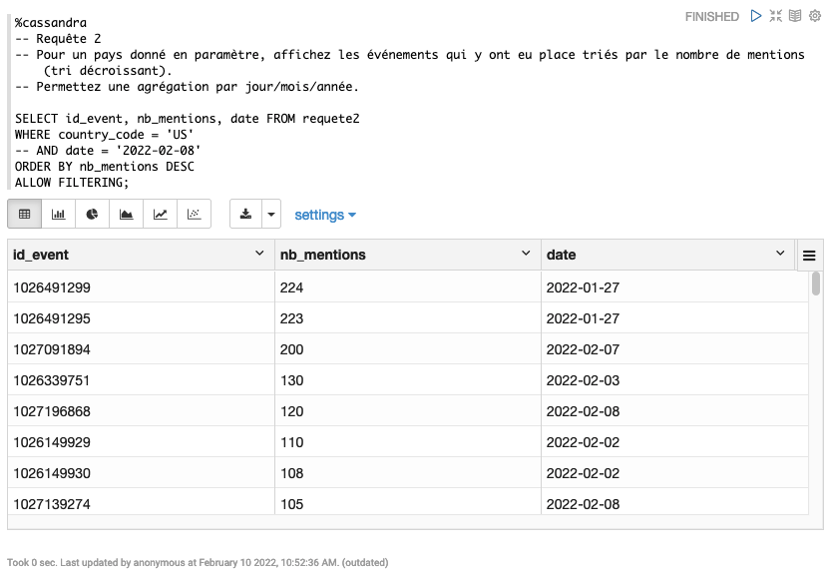 %cassandra
FINISHED
-- Requête 2
-- Pour un pays donné en paramètre, affichez les événements qui y ont eu place triés par le nombre de mentions
(tri décroissant).
-- Permettez une agrégation par jour/mois/année.
SELECT id_event, nb_mentions, date FROM requete2
WHERE country_code = 'US'
-- AND date = '2022-02-08'
ORDER BY nb_mentions DESC
ALLOW FILTERING;
settings
id_event nb_mentions date
1026491299 224 2022-01-27
1026491295 223 2022-01-27
1027091894 200 2022-02-07
1026339751 130 2022-02-03
1027196868 120 2022-02-08
1026149929 110 2022-02-02
1026149930 108 2022-02-02
1027139274 105 2022-02-08
Took 0 sec. Last updated by anonymous at February 10 2022, 10:52:36 AM. (outdated)